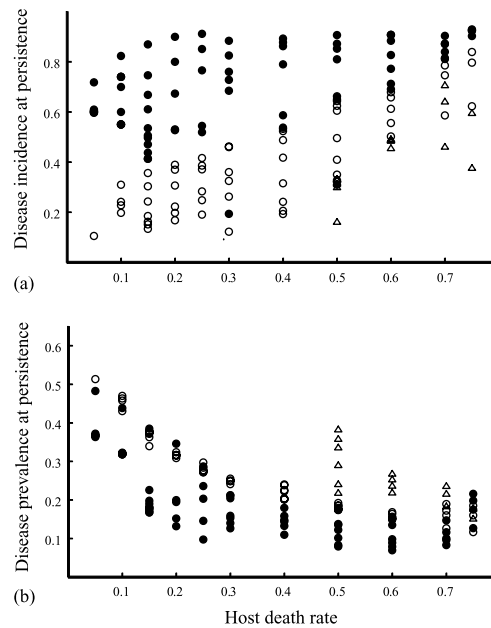 Disease incidence at persistence
0.8
0.6
0.4
0.2
0.1 0.2 0.3 0.4 0.5 0.6 0.7
(a)
Disease prevalence at persistence
0.6
0.5
0.4
0.3
0.2
0.1
0.1 0.2 0.3 0.4 0.5 0.6 0.7
(b)
Host death rate